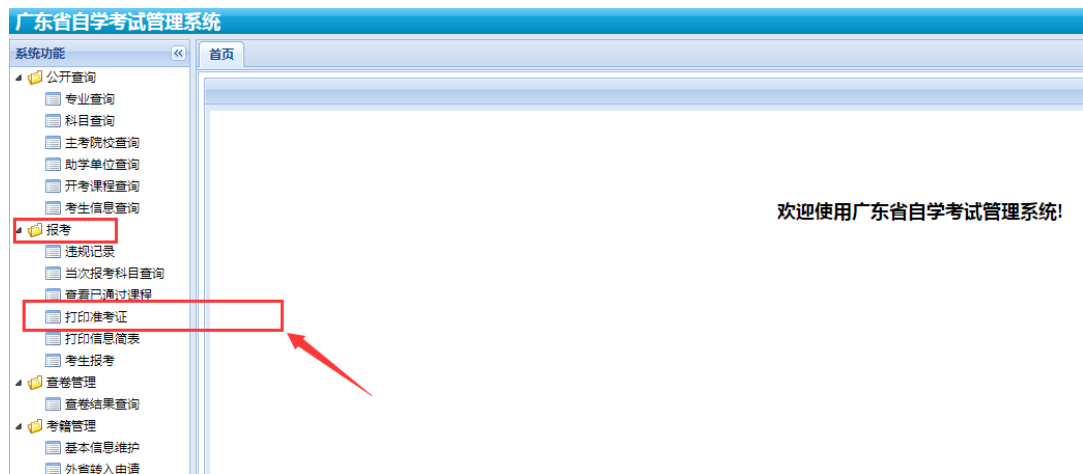 广东省自学考试管理系统
系统功能
首页
公开查询
专业查询
科目查询
主考院校查询
助学单位查询
开考课程查询
考生信息查询
欢迎使用广东省自学考试管理系统!
报考
违规记录
当次报考科目查询
查看已通过课程
打印准考证
打印信息简表
考生报考
查卷管理
查卷结果查询
考籍管理
基本信息维护
外省转入申请